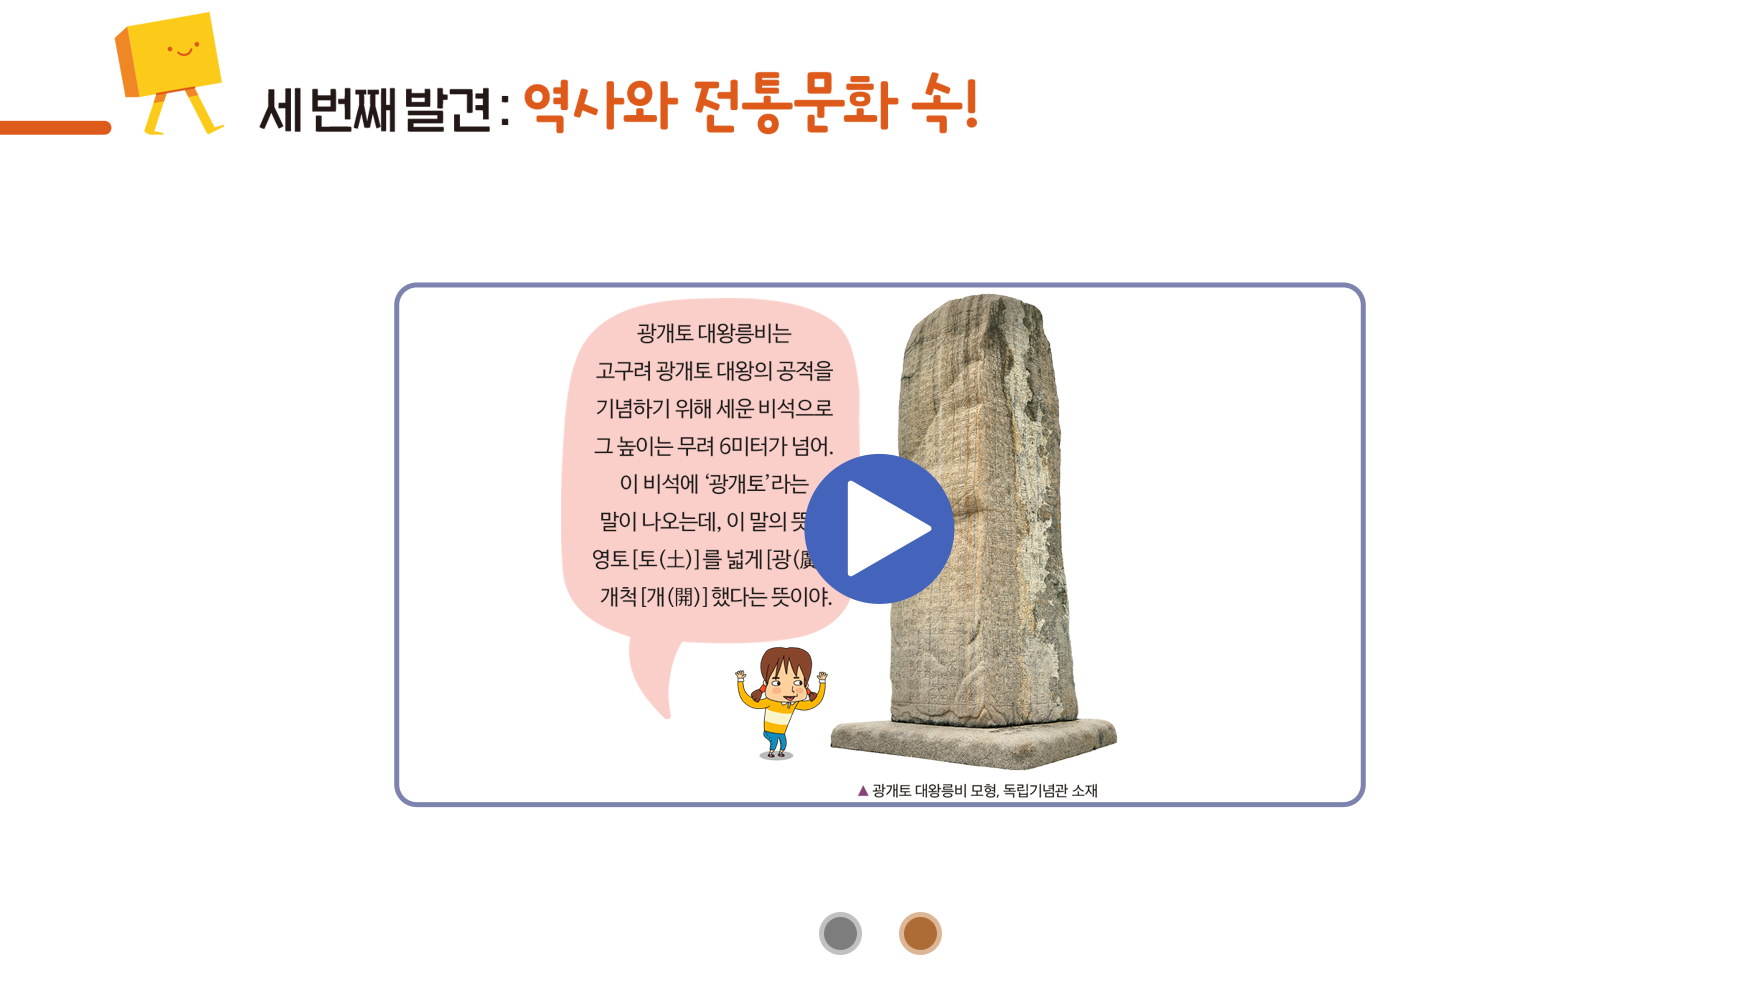 세 번째 발견 : 역사와 전통문화 속!
광개토 대왕릉비는
고구려 광개토 대왕의 공적을
기념하기 위해 세운 비석으로
그 높이는 무려 6미터가 넘어.
이 비석에 ‘광개토’라는
말이 나오는데, 이 말의
영토[토(土)]를 넓게[광(廣
개척[개(開)]했다는 뜻이야.
▲ 광개토 대왕릉비 모형, 독립기념관 소재